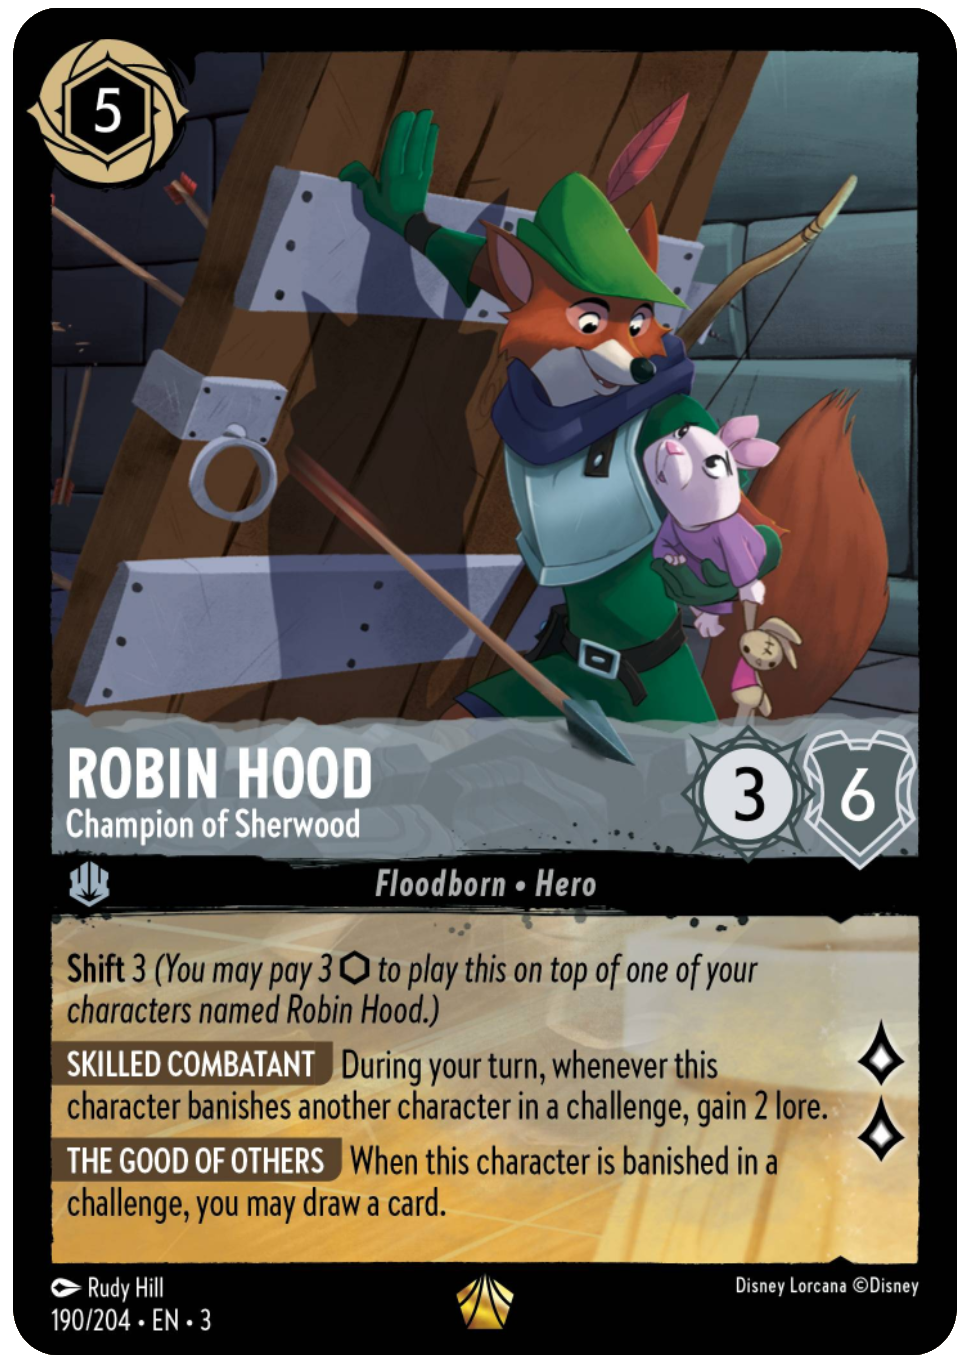 5
ROBIN HOOD
Champion of Sherwood
3
6
Floodborn • Hero
Shift 3 (You may pay 3 ⬡ to play this on top of one of your
characters named Robin Hood.)
SKILLED COMBATANT During your turn, whenever this
character banishes another character in a challenge, gain 2 lore.
THE GOOD OF OTHERS When this character is banished in a
challenge, you may draw a card.
Rudy Hill
Disney Lorcana ©Disney
190/204 • EN • 3